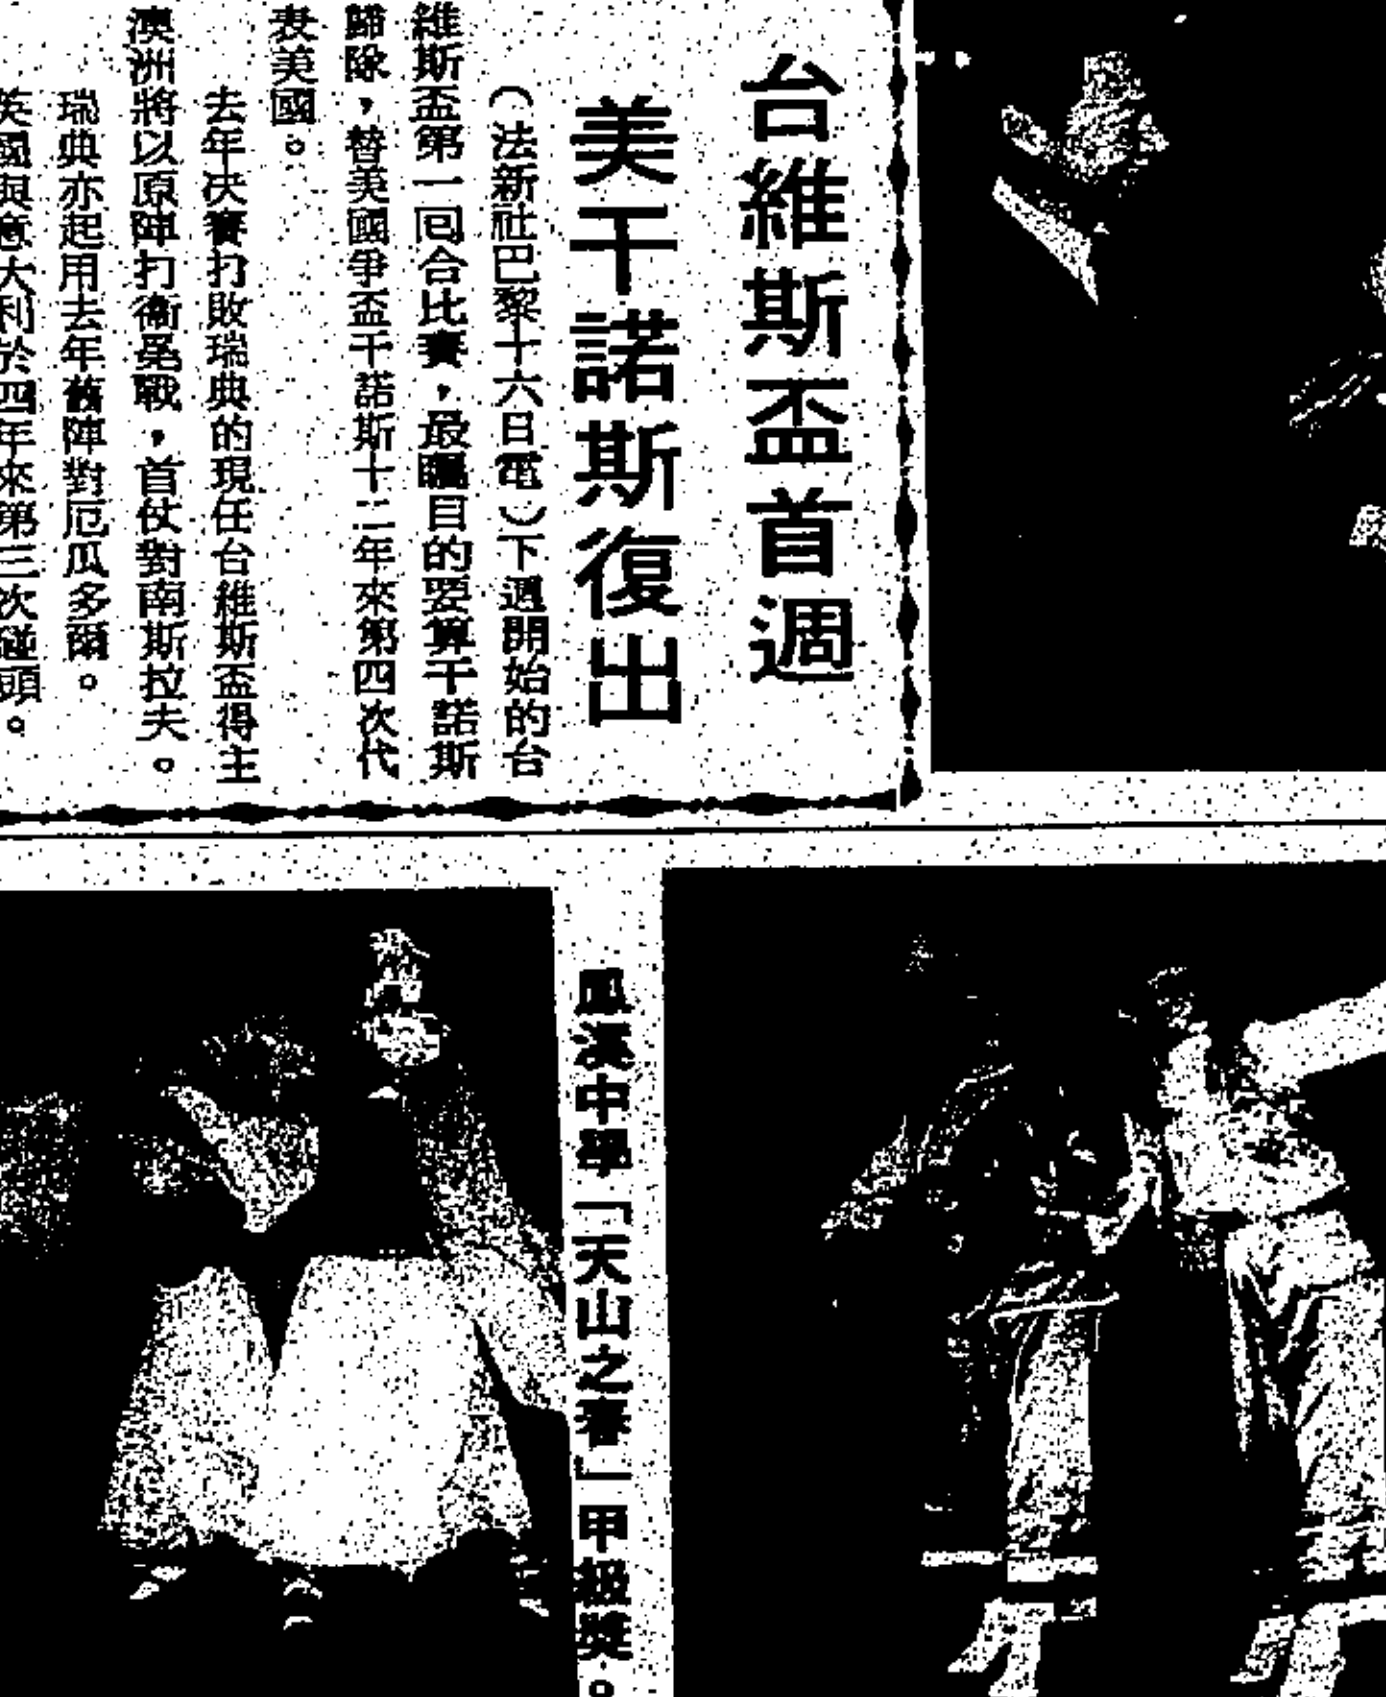 台維斯盃首週
美干諾斯復出
（法新社巴黎十六日電）下週開始的台
維斯盃第一回合比賽，最矚目的要算干諾斯
歸隊，替美國爭盃干諾斯十二年來第四次代
表美國。
去年決賽打敗瑞典的現任台維斯盃得主
澳洲將以原陣打衞冕戰，首仗對南斯拉夫。
瑞典亦起用去年舊陣對厄瓜多爾。
英國與意大利於四年來第三次碰頭。
風溪中學「天山之春」甲級獎。